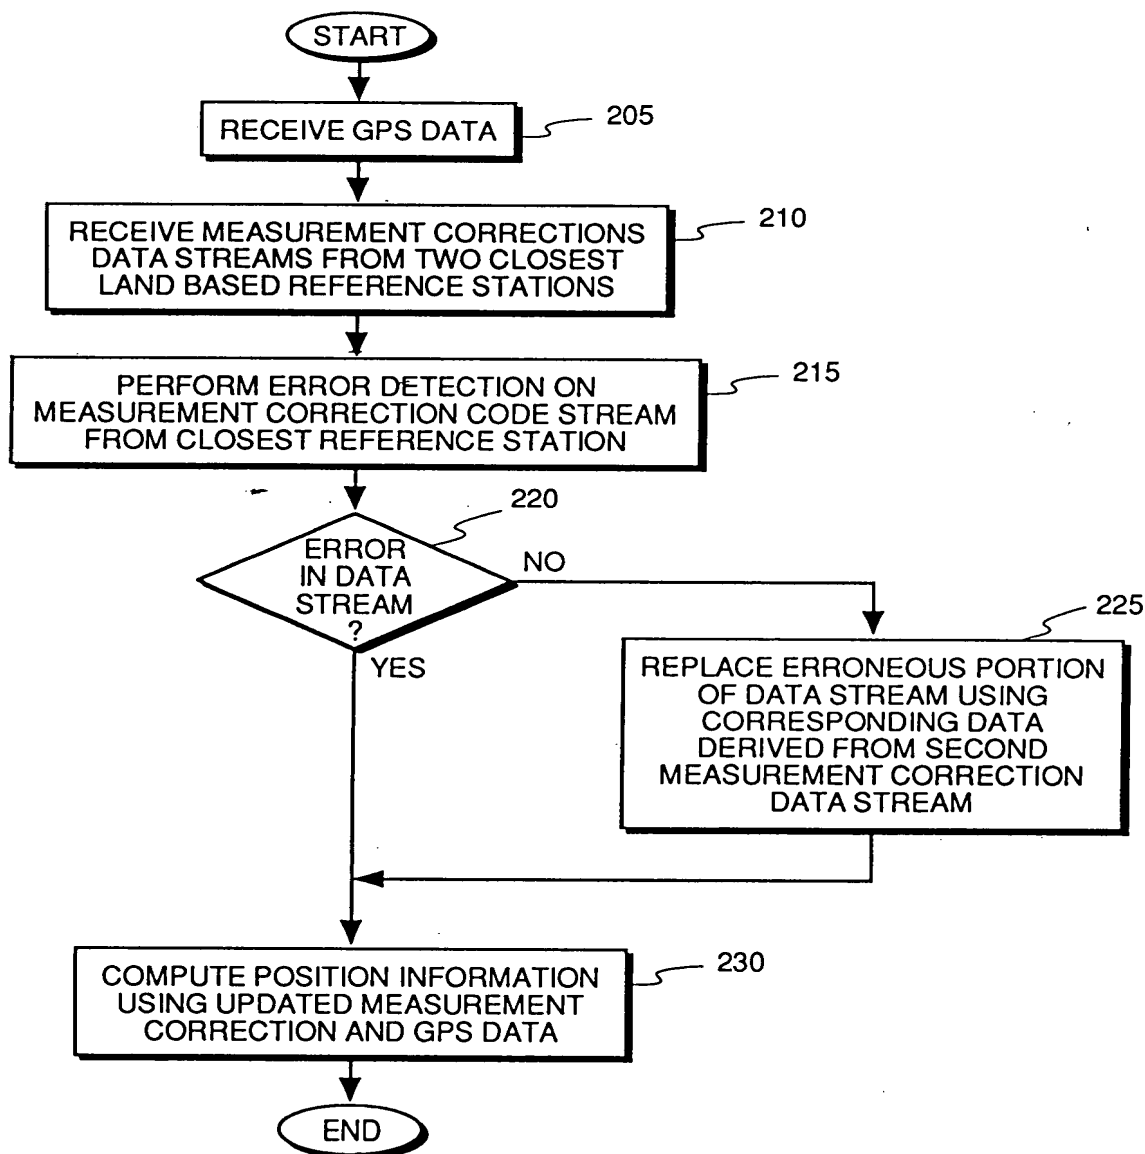 START
RECEIVE GPS DATA
205
RECEIVE MEASUREMENT CORRECTIONS
DATA STREAMS FROM TWO CLOSEST
LAND BASED REFERENCE STATIONS
210
PERFORM ERROR DETECTION ON
MEASUREMENT CORRECTION CODE STREAM
FROM CLOSEST REFERENCE STATION
215
220
ERROR
IN DATA
STREAM
?
NO
YES
225
REPLACE ERRONEOUS PORTION
OF DATA STREAM USING
CORRESPONDING DATA
DERIVED FROM SECOND
MEASUREMENT CORRECTION
DATA STREAM
COMPUTE POSITION INFORMATION
USING UPDATED MEASUREMENT
CORRECTION AND GPS DATA
230
END